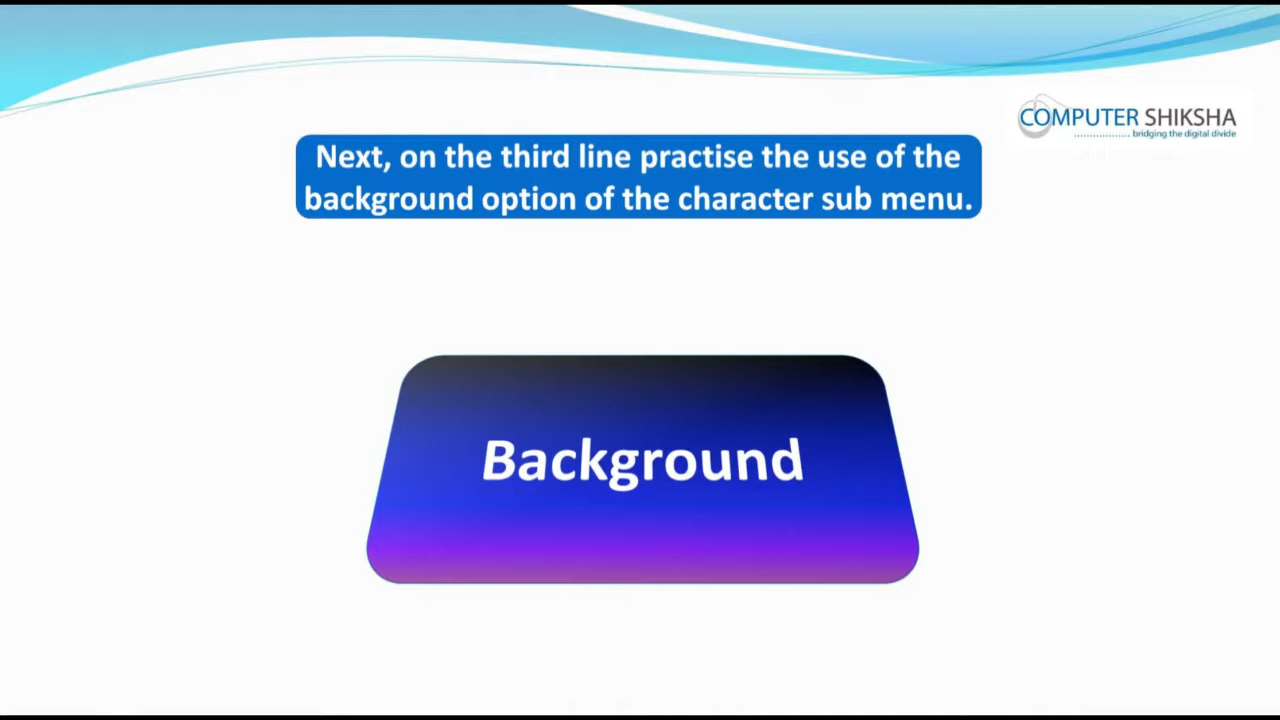 COMPUTER SHIKSHA
bridging the digital divide
Next, on the third line practise the use of the
background option of the character sub menu.
Background